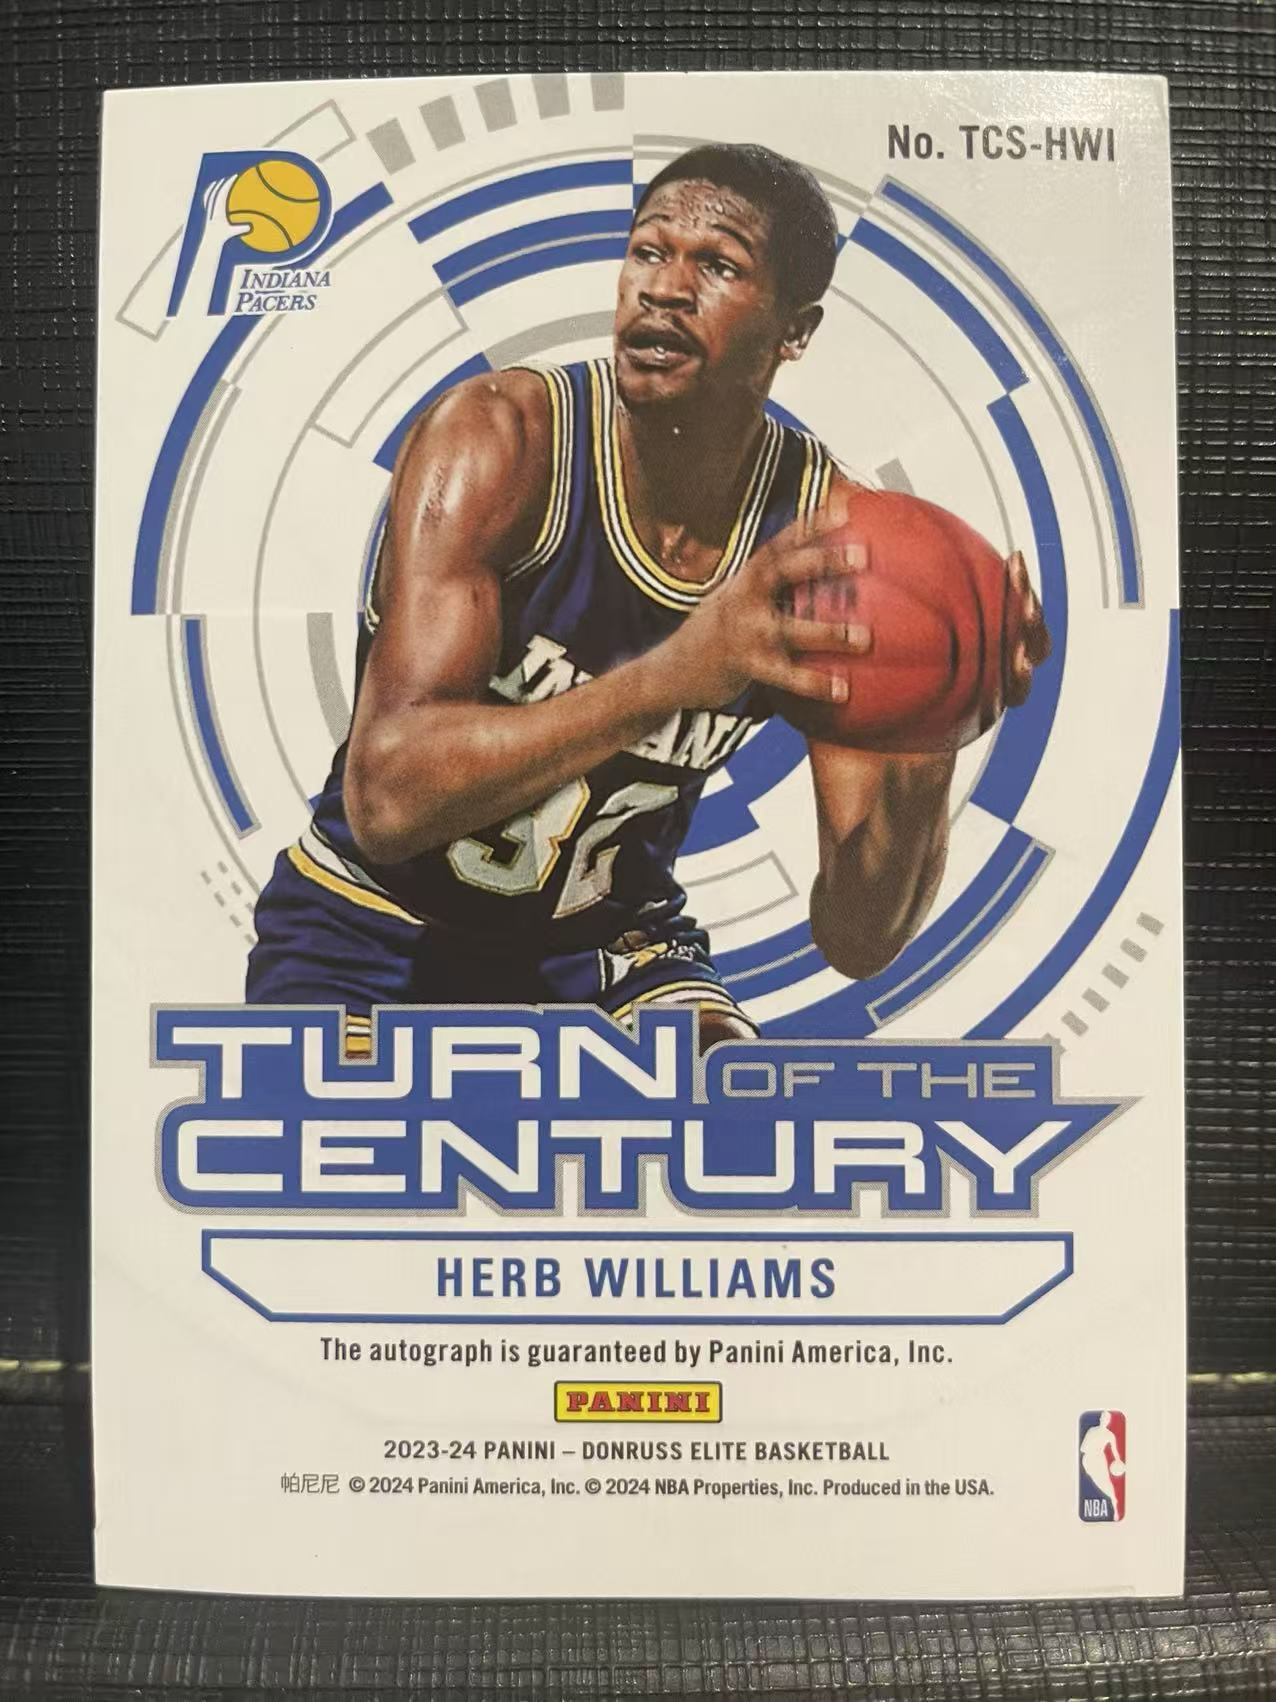 No. TCS-HWI
INDIANA
PACERS
32
TURN OF THE
CENTURY
HERB WILLIAMS
The autograph is guaranteed by Panini America, Inc.
PANINI
2023-24 PANINI – DONRUSS ELITE BASKETBALL
帕尼尼 © 2024 Panini America, Inc. © 2024 NBA Properties, Inc. Produced in the USA.
NBA